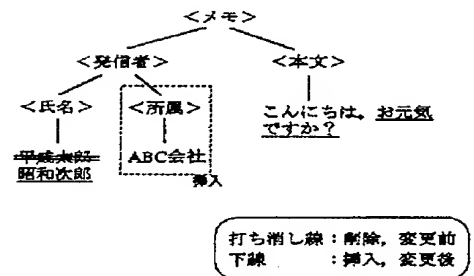 <メモ>
<発信者> <本文>
<氏名> <所属> こんにちは。お元気
ですか?
平成太郎 ABC会社
昭和次郎
挿入
打ち消し線:削除,変更前
下線 :挿入,変更後